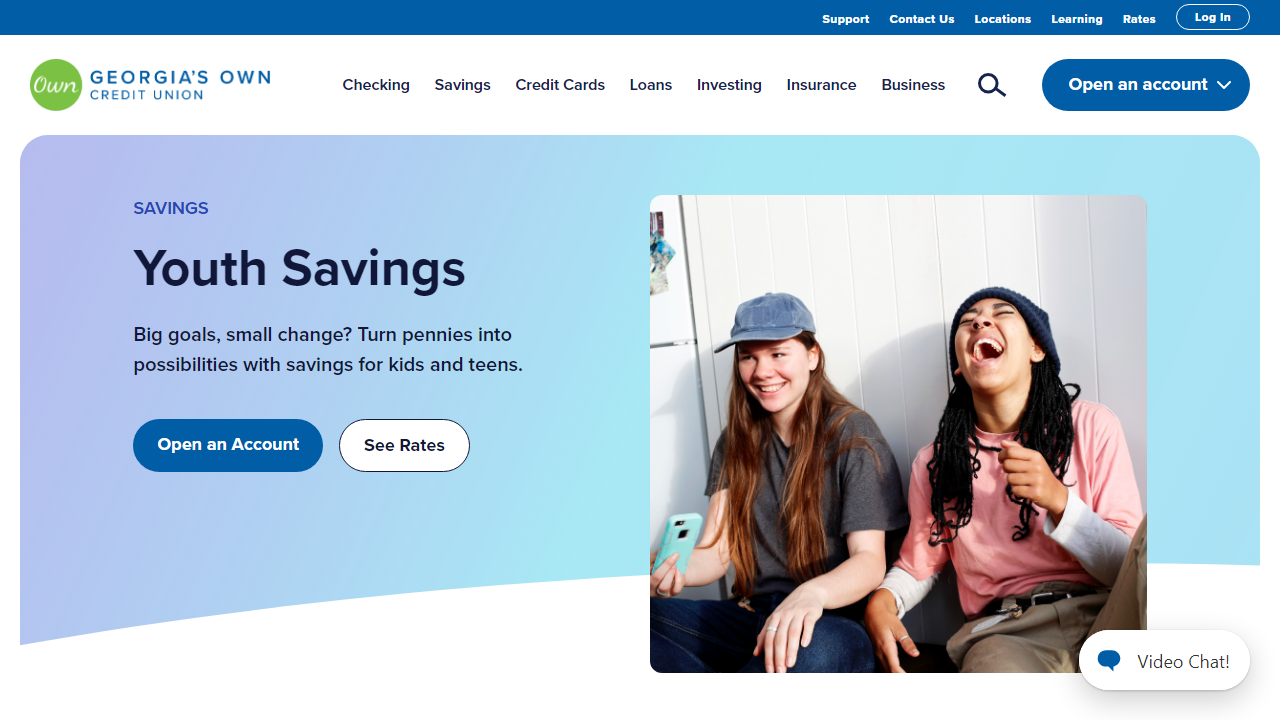 Support Contact Us Locations Learning Rates Log In
Own GEORGIA'S OWN
CREDIT UNION
Checking Savings Credit Cards Loans Investing Insurance Business Open an account
SAVINGS
Youth Savings
Big goals, small change? Turn pennies into
possibilities with savings for kids and teens.
Open an Account See Rates
Video Chat!